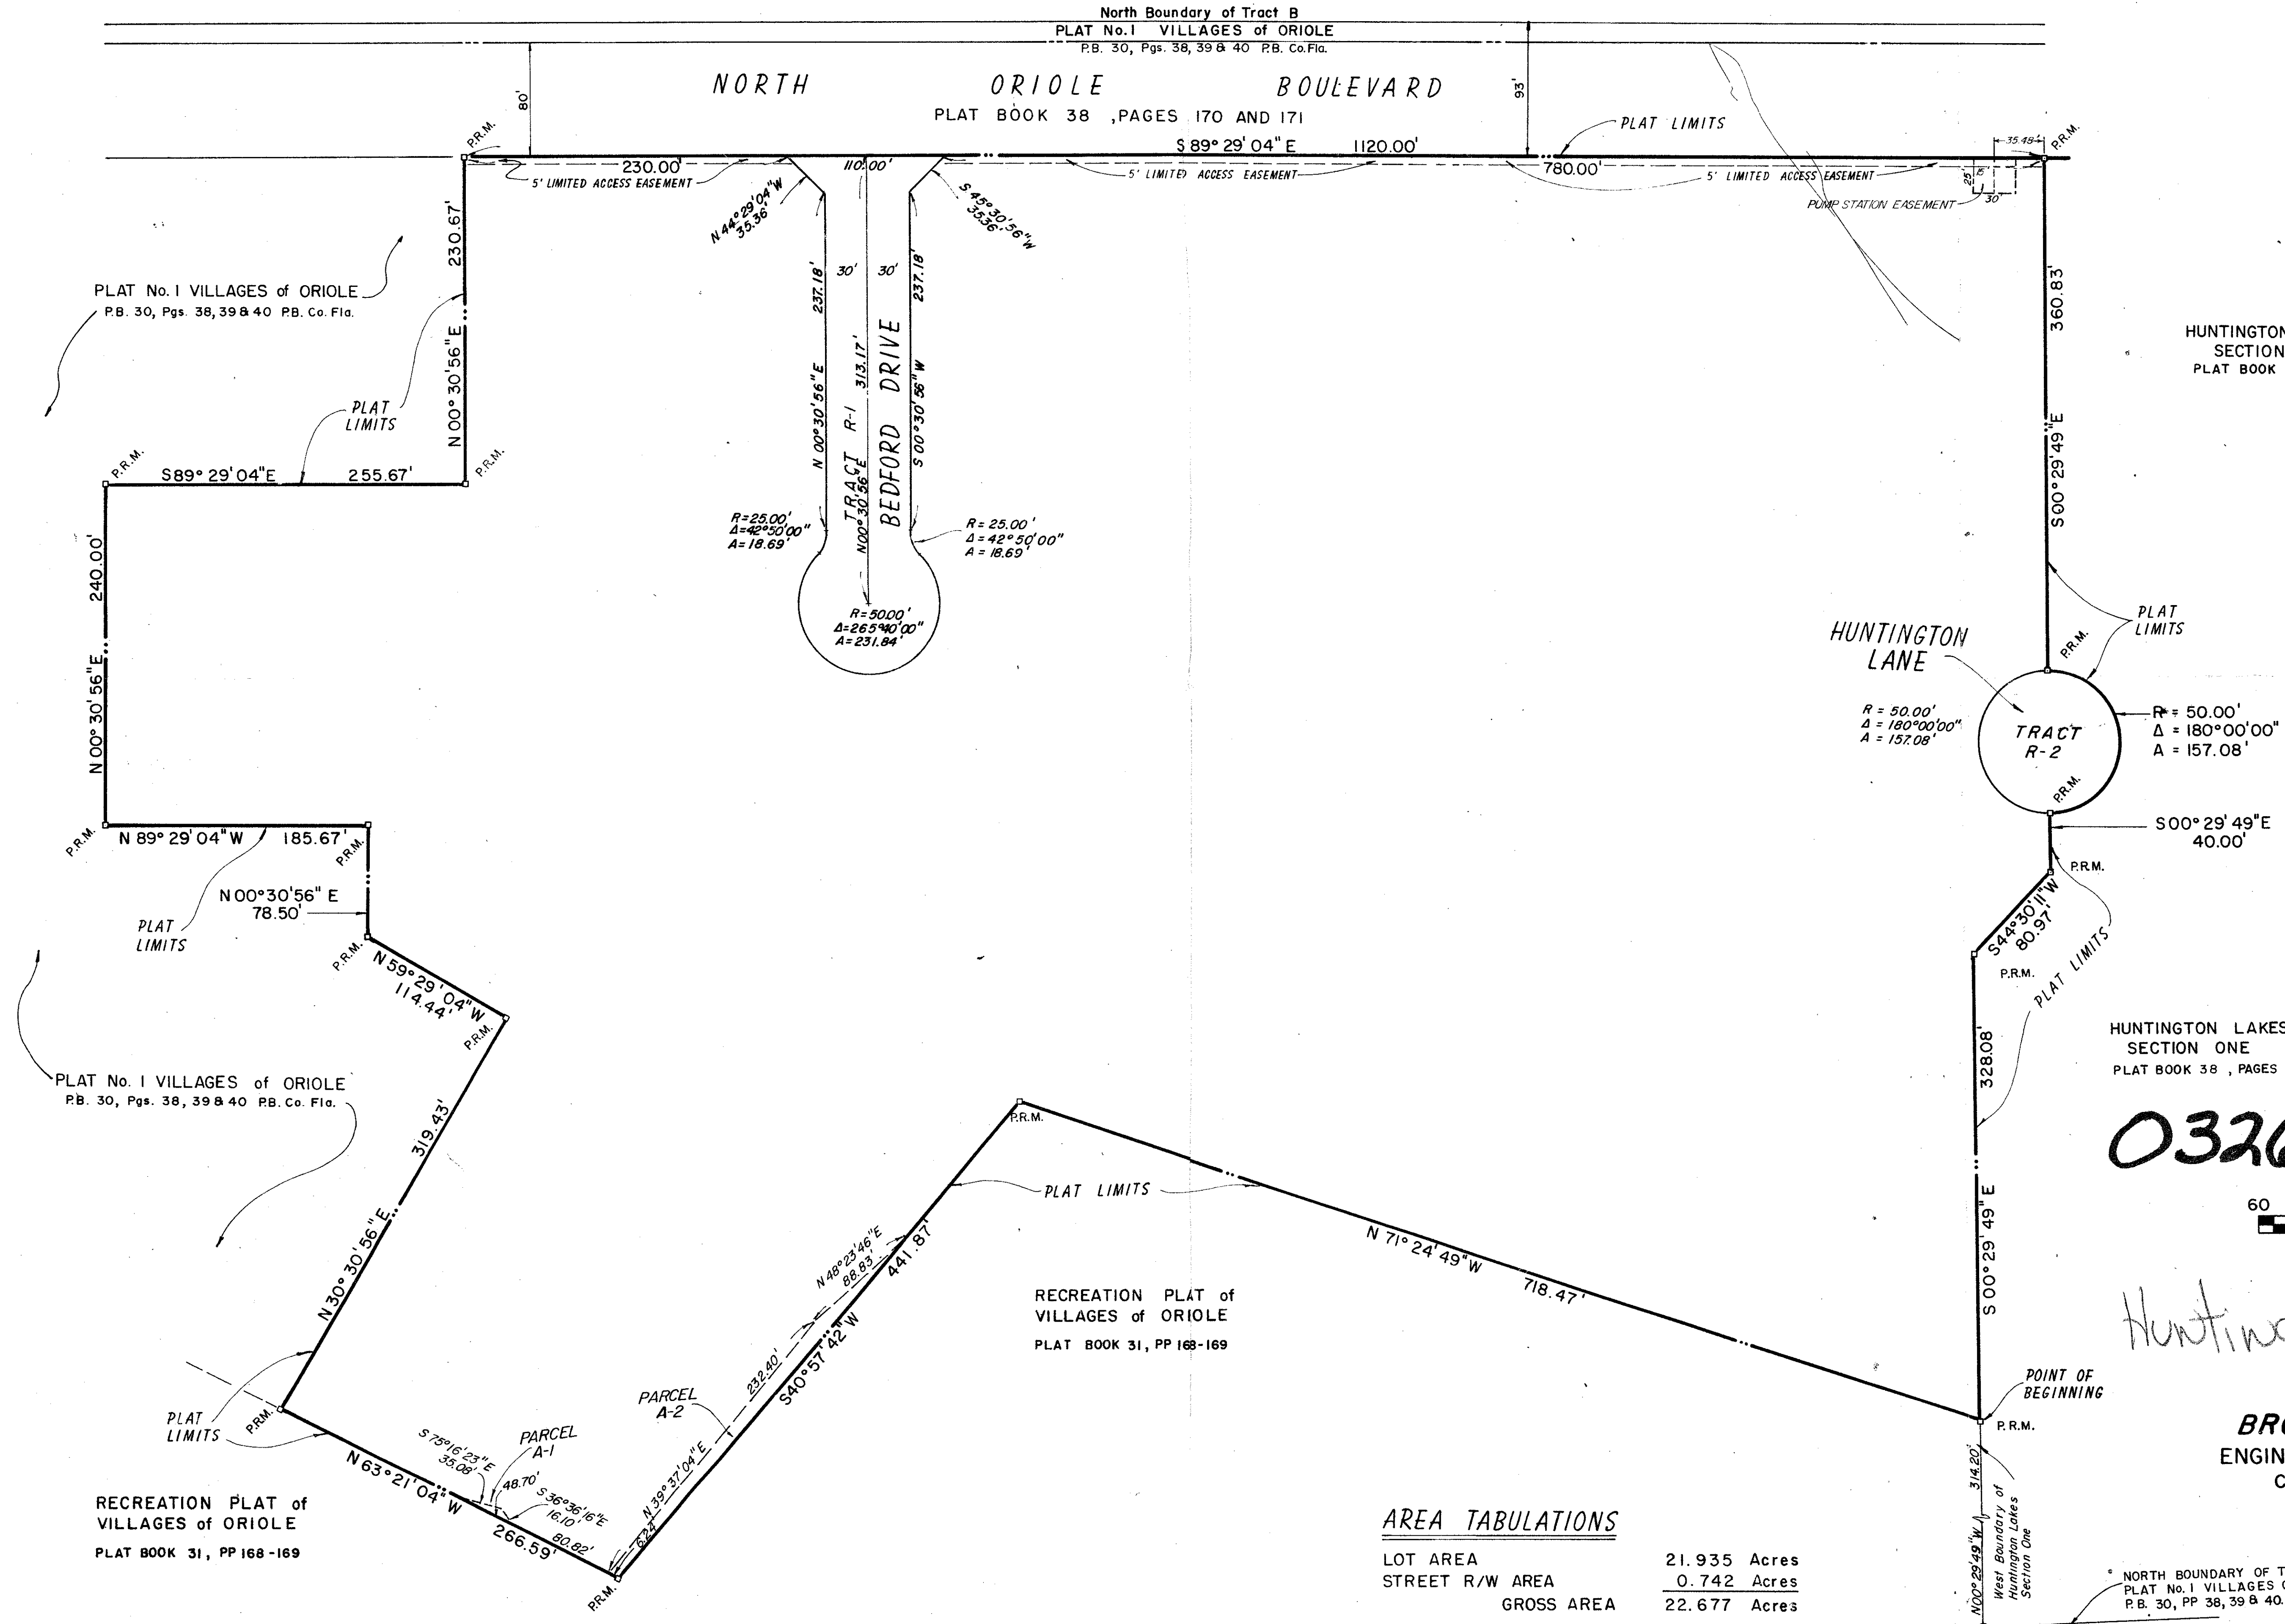 North Boundary of Tract B
PLAT No.1 VILLAGES of ORIOLE
P.B. 30, Pgs. 38, 39 & 40 P.B. Co. Fla.
NORTH ORIOLE BOULEVARD
PLAT BOOK 38 , PAGES 170 AND 171
80'
93'
PLAT LIMITS
P.R.M.
S 89° 29' 04" E 1120.00'
35.48'
P.R.M.
230.00'
110.00'
780.00'
5' LIMITED ACCESS EASEMENT
5' LIMITED ACCESS EASEMENT
5' LIMITED ACCESS EASEMENT
25'
15'
30'
PUMP STATION EASEMENT
N 44° 29' 04" W
35.36'
S 45° 30' 56" W
35.36'
230.67'
N 00° 30' 56" E
PLAT No. 1 VILLAGES of ORIOLE
P.B. 30, Pgs. 38, 39 & 40 P.B. Co. Fla.
PLAT
LIMITS
237.18'
30'
30'
237.18'
N 00° 30' 56" E
TRACT R-1
N00° 30' 56" E 313.17'
BEDFORD DRIVE
S 00° 30' 56" W
360.83'
S 00° 29' 49" E
HUNTINGTON
SECTION
PLAT BOOK
P.R.M.
P.R.M.
S 89° 29' 04" E 255.67'
R=25.00'
Δ=42°50'00"
A=18.69'
R = 25.00'
Δ = 42° 50' 00"
A = 18.69'
R=50.00'
Δ=265°40'00"
A=231.84'
240.00'
N 00° 30' 56" E
HUNTINGTON
LANE
P.R.M.
PLAT
LIMITS
R = 50.00'
Δ = 180°00'00"
A = 157.08'
TRACT
R-2
R = 50.00'
Δ = 180°00'00"
A = 157.08'
P.R.M.
S 00° 29' 49" E
40.00'
P.R.M.
P.R.M.
N 89° 29' 04" W 185.67'
P.R.M.
N 00° 30' 56" E
78.50'
PLAT
LIMITS
P.R.M.
N 59° 29' 04" W
114.44'
P.R.M.
S 44° 30' 11" W
80.97'
P.R.M.
PLAT LIMITS
328.08'
S 00° 29' 49" E
HUNTINGTON LAKES
SECTION ONE
PLAT BOOK 38 , PAGES
PLAT No. 1 VILLAGES of ORIOLE
P.B. 30, Pgs. 38, 39 & 40 P.B. Co. Fla.
319.43'
N 30° 30' 56" E
P.R.M.
PLAT LIMITS
N 71° 24' 49" W
718.47'
0326
60
N 48° 23' 46" E
88.83'
441.87'
S 40° 57' 42" W
RECREATION PLAT of
VILLAGES of ORIOLE
PLAT BOOK 31, PP 168-169
232.40'
N 39° 37' 04" E
PARCEL
A-2
POINT OF
BEGINNING
P.R.M.
PLAT
LIMITS
P.R.M.
S 75° 16' 23" E
35.08'
PARCEL
A-1
48.70'
S 36° 36' 16" E
16.10'
80.82'
6.24'
N 63° 21' 04" W
266.59'
P.R.M.
RECREATION PLAT of
VILLAGES of ORIOLE
PLAT BOOK 31, PP 168-169
AREA TABULATIONS
LOT AREA 21.935 Acres
STREET R/W AREA 0.742 Acres
GROSS AREA 22.677 Acres
N00° 29' 49" W 314.20'
West Boundary of
Huntington Lakes
Section One
BRO
ENGIN
C
NORTH BOUNDARY OF T
PLAT No. 1 VILLAGES O
P.B. 30, PP 38, 39 & 40.